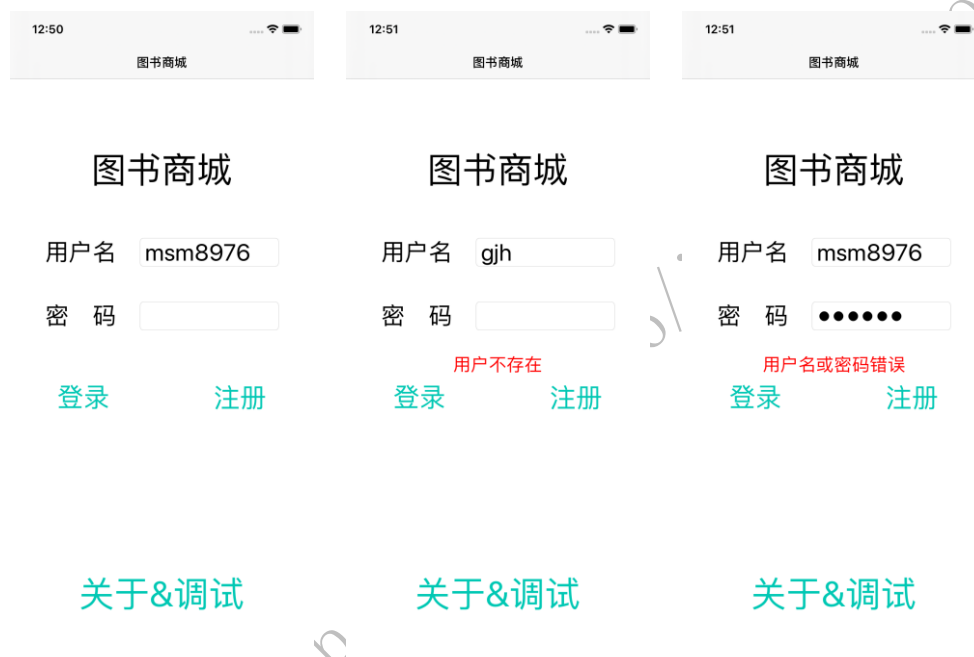 12:50
图书商城
图书商城
用户名 msm8976
密 码
登录 注册
关于&调试
12:51
图书商城
图书商城
用户名 gjh
密 码
用户不存在
登录 注册
关于&调试
12:51
图书商城
图书商城
用户名 msm8976
密 码 ●●●●●●
用户名或密码错误
登录 注册
关于&调试